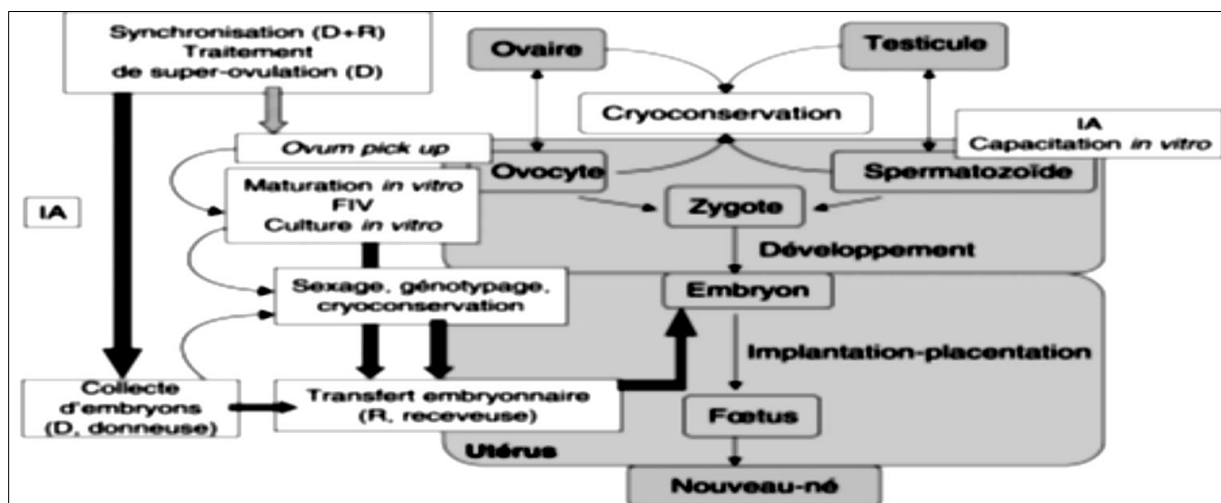 Synchronisation (D+R)
Traitement
de super-ovulation (D)
Ovaire
Testicule
Cryoconservation
IA
Capacitation in vitro
Ovum pick up
Ovocyte
Spermatozoïde
Maturation in vitro
FIV
Culture in vitro
IA
Zygote
Développement
Sexage, génotypage,
cryoconservation
Embryon
Implantation-placentation
Collecte
d'embryons
(D, donneuse)
Transfert embryonnaire
(R, receveuse)
Fœtus
Utérus
Nouveau-né